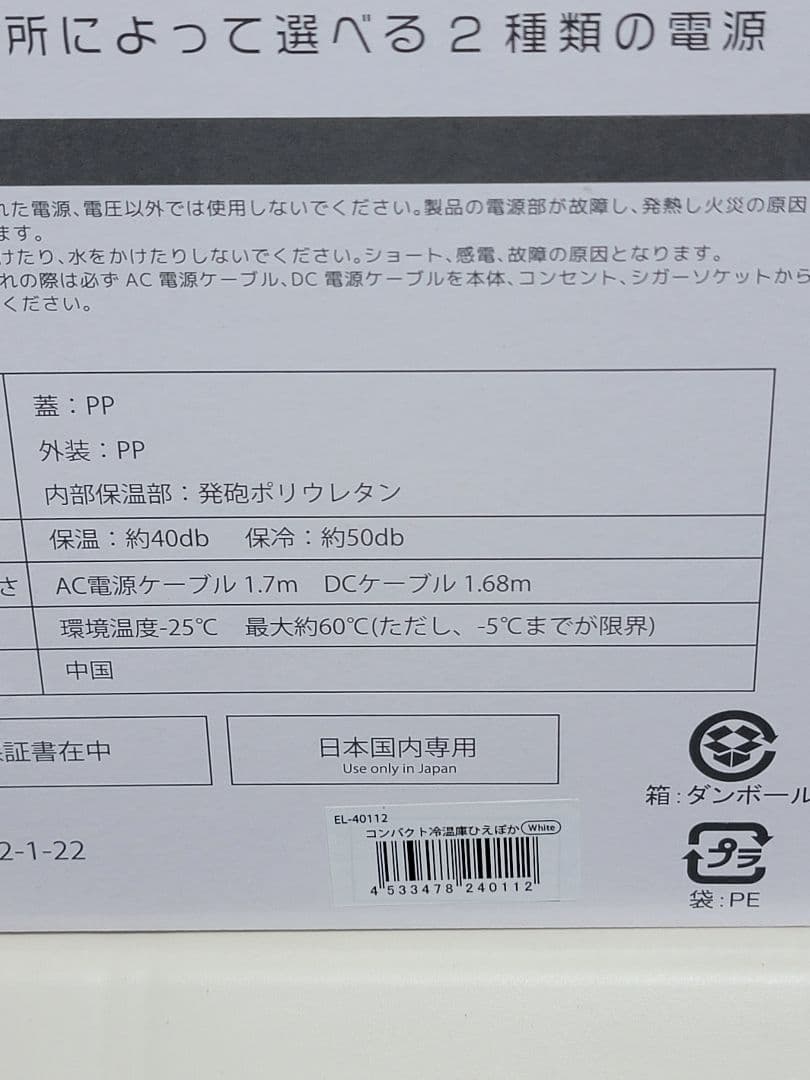 所によって選べる2種類の電源
れた電源、電圧以外では使用しないでください。製品の電源部が故障し、発熱し火災の原因
ます。
けたり、水をかけたりしないでください。ショート、感電、故障の原因となります。
れの際は必ず AC 電源ケーブル、DC 電源ケーブルを本体、コンセント、シガーソケットから
ください。
蓋：PP
外装：PP
内部保温部：発砲ポリウレタン
保温：約40db 保冷：約50db
さ AC電源ケーブル 1.7m DCケーブル 1.68m
環境温度-25℃ 最大約60℃(ただし、-5℃までが限界)
中国
証書在中
日本国内専用
Use only in Japan
箱：ダンボール
2-1-22
EL-40112
コンパクト冷温庫ひえぽか White
4 533478 240112
プラ
袋：PE